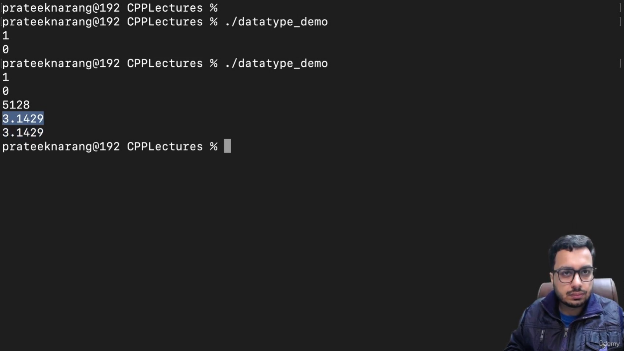 prateeknarang@192 CPPLectures %
prateeknarang@192 CPPLectures % ./datatype_demo
1
0
prateeknarang@192 CPPLectures % ./datatype_demo
1
0
5128
3.1429
3.1429
prateeknarang@192 CPPLectures %
Udemy